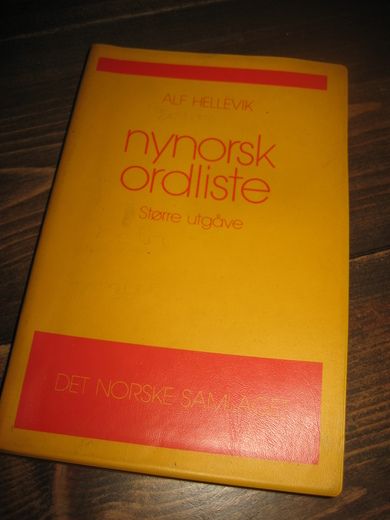 ALF HELLEVIK
nynorsk
ordliste
Større utgåve
DET NORSKE SAMLAGET